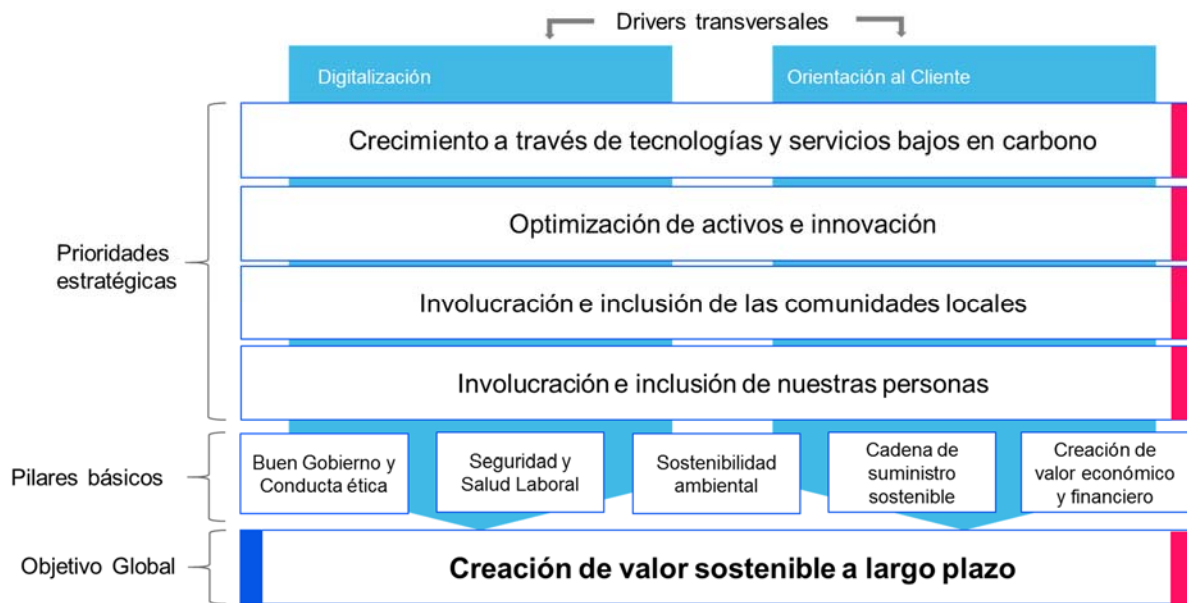 Drivers transversales
Digitalización
Orientación al Cliente
Crecimiento a través de tecnologías y servicios bajos en carbono
Optimización de activos e innovación
Prioridades
estratégicas
Involucración e inclusión de las comunidades locales
Involucración e inclusión de nuestras personas
Pilares básicos
Buen Gobierno y
Conducta ética
Seguridad y
Salud Laboral
Sostenibilidad
ambiental
Cadena de
suministro
sostenible
Creación de
valor económico
y financiero
Objetivo Global
Creación de valor sostenible a largo plazo